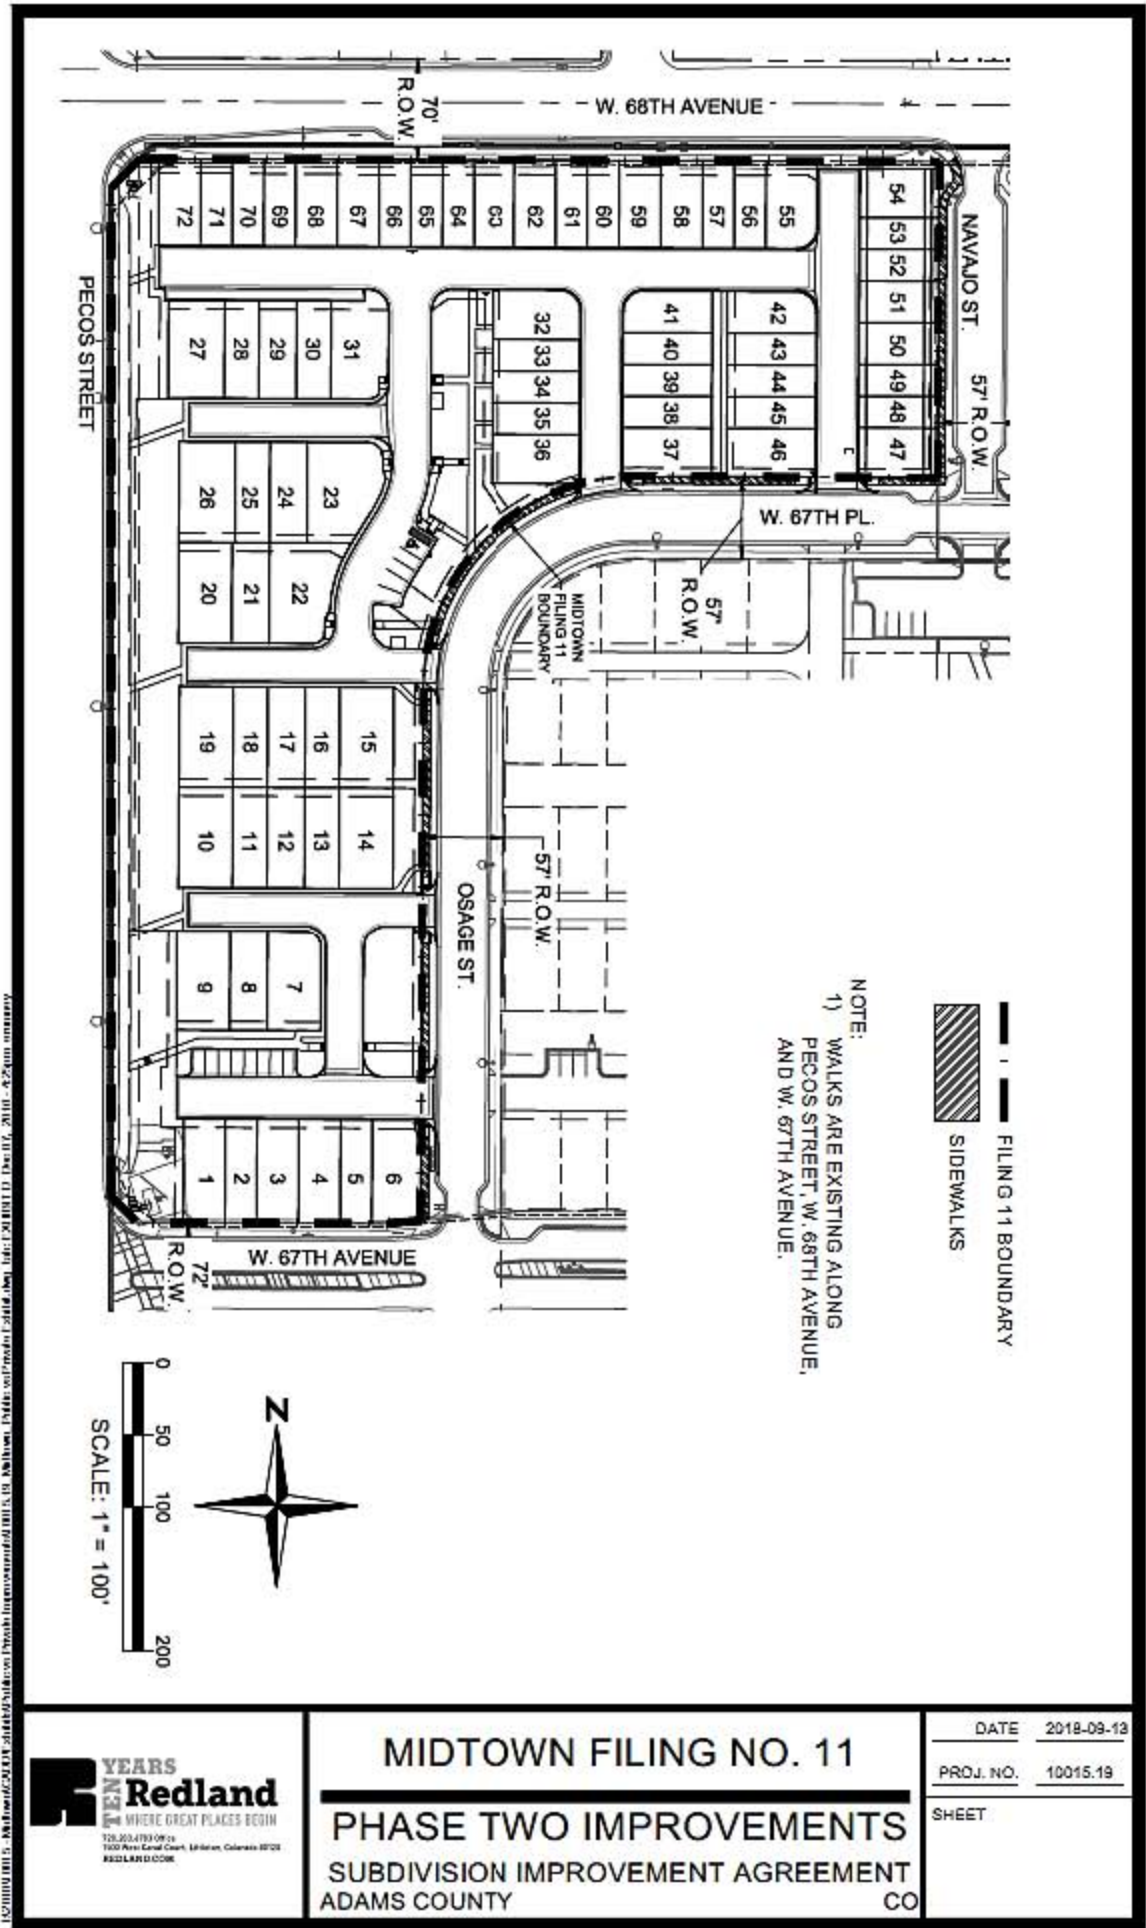 W. 68TH AVENUE
70'
R.O.W.
72
71
70
69
68
67
66
65
64
63
62
61
60
59
58
57
56
55
54
53
52
51
50
49
48
47
NAVAJO ST.
57' R.O.W.
PECOS STREET
27
28
29
30
31
32
33
34
35
36
41
40
39
38
37
42
43
44
45
46
W. 67TH PL.
57'
R.O.W.
MIDTOWN
FILING 11
BOUNDARY
26
25
24
23
20
21
22
19
18
17
16
15
10
11
12
13
14
57' R.O.W.
OSAGE ST.
9
8
7
1
2
3
4
5
6
W. 67TH AVENUE
72'
R.O.W.
FILING 11 BOUNDARY
SIDEWALKS
NOTE:
1) WALKS ARE EXISTING ALONG
PECOS STREET, W. 68TH AVENUE,
AND W. 67TH AVENUE.
N
0
50
100
200
SCALE: 1" = 100'
TEN YEARS
Redland
WHERE GREAT PLACES BEGIN
REDLAND.COM
MIDTOWN FILING NO. 11
PHASE TWO IMPROVEMENTS
SUBDIVISION IMPROVEMENT AGREEMENT
ADAMS COUNTY CO
DATE 2018-09-13
PROJ. NO. 10015.19
SHEET